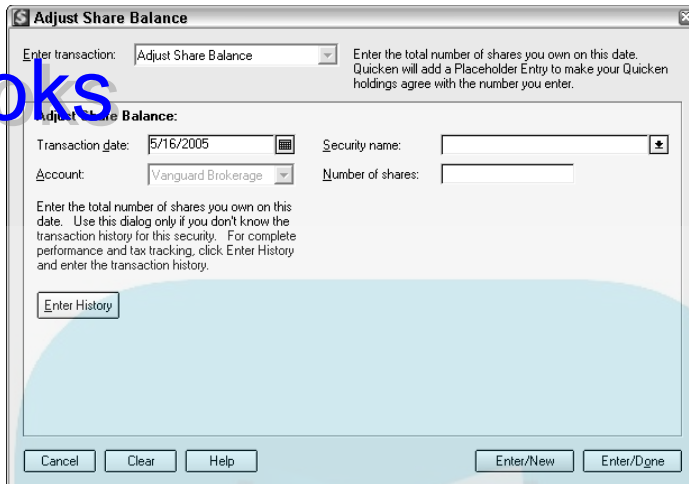 Adjust Share Balance
Enter transaction: Adjust Share Balance
Enter the total number of shares you own on this date.
Quicken will add a Placeholder Entry to make your Quicken
holdings agree with the number you enter.
oks
Adjust Share Balance:
Transaction date: 5/16/2005
Security name:
Account: Vanguard Brokerage
Number of shares:
Enter the total number of shares you own on this
date. Use this dialog only if you don't know the
transaction history for this security. For complete
performance and tax tracking, click Enter History
and enter the transaction history.
Enter History
Cancel Clear Help Enter/New Enter/Done